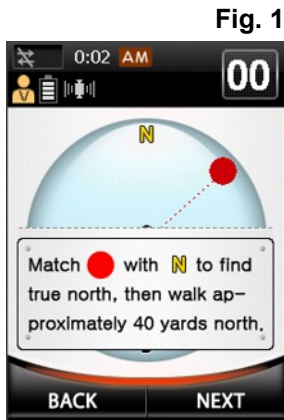 Fig. 1
0:02 AM
00
N
Match with N to find
true north, then walk ap-
proximately 40 yards north.
BACK NEXT